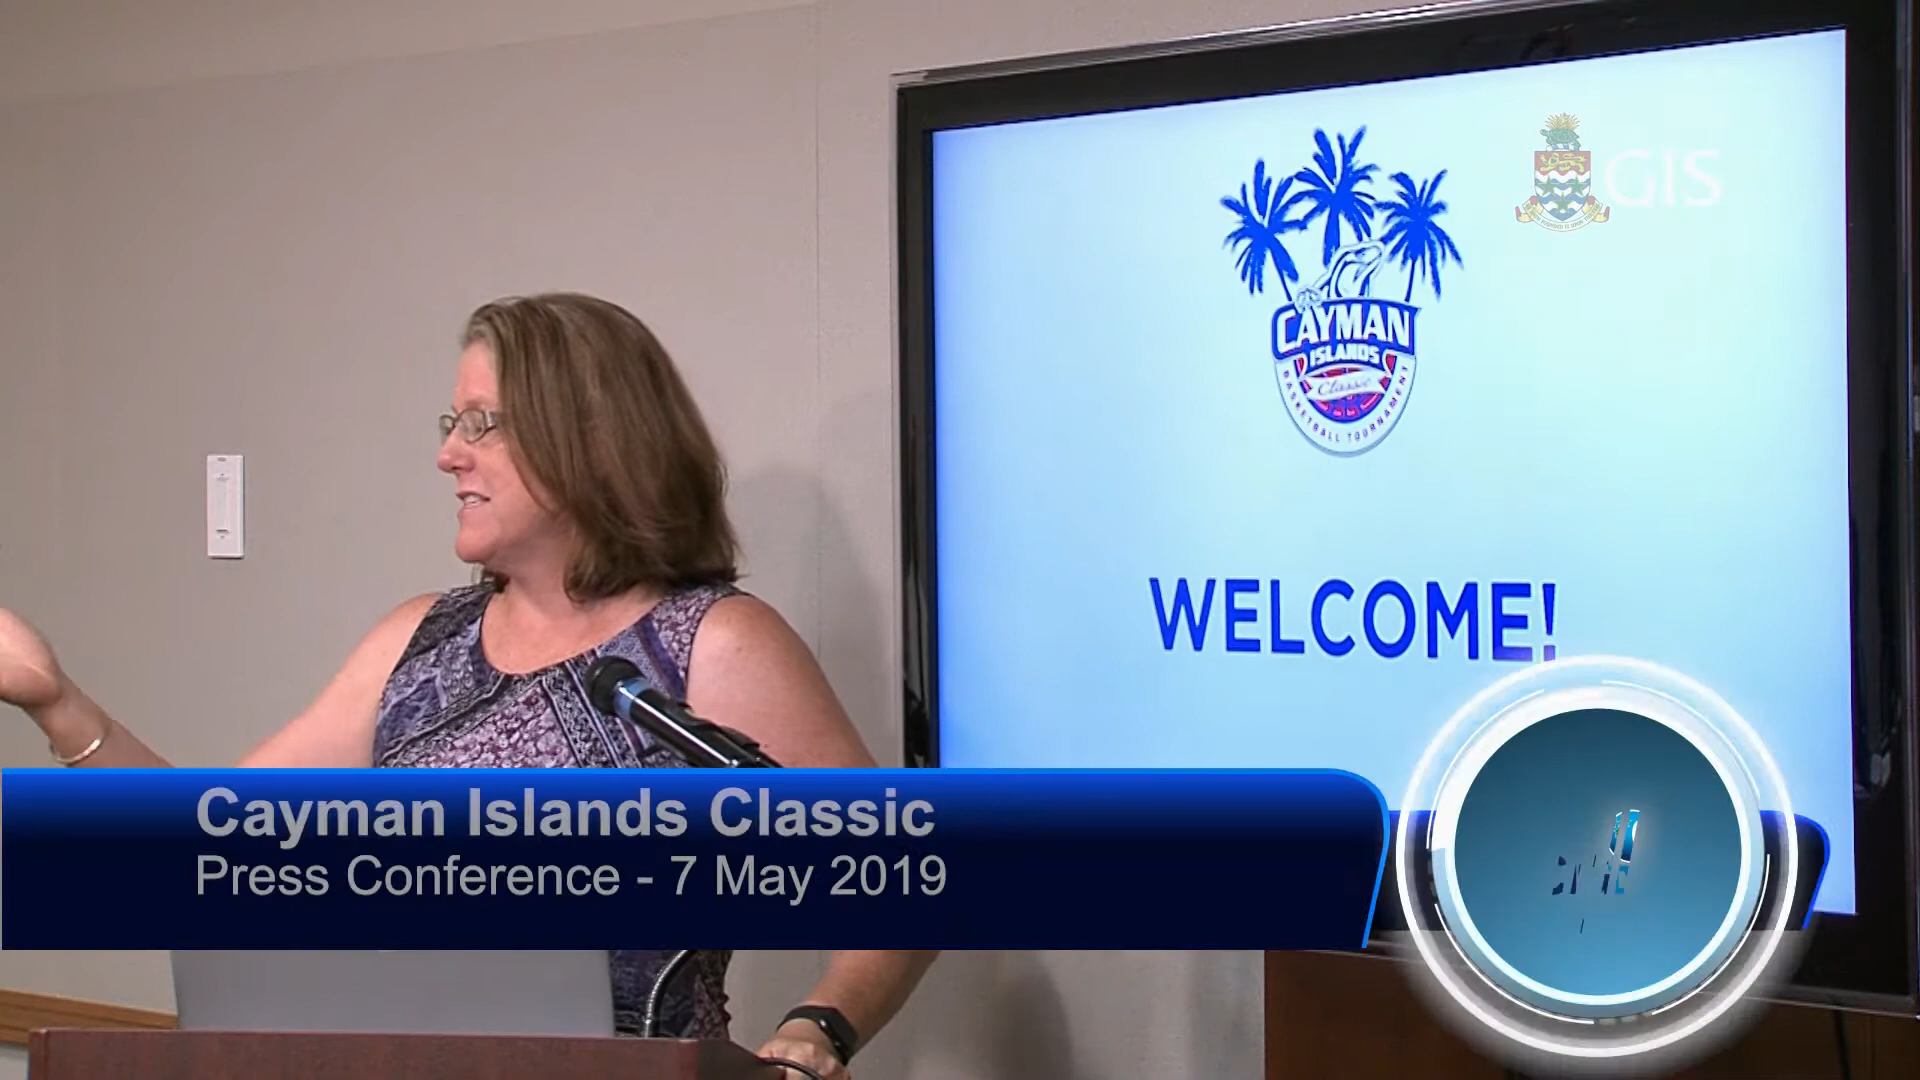 GIS
CAYMAN
ISLANDS
Classic
BASKETBALL TOURNAMENT
WELCOME!
Cayman Islands Classic
Press Conference - 7 May 2019